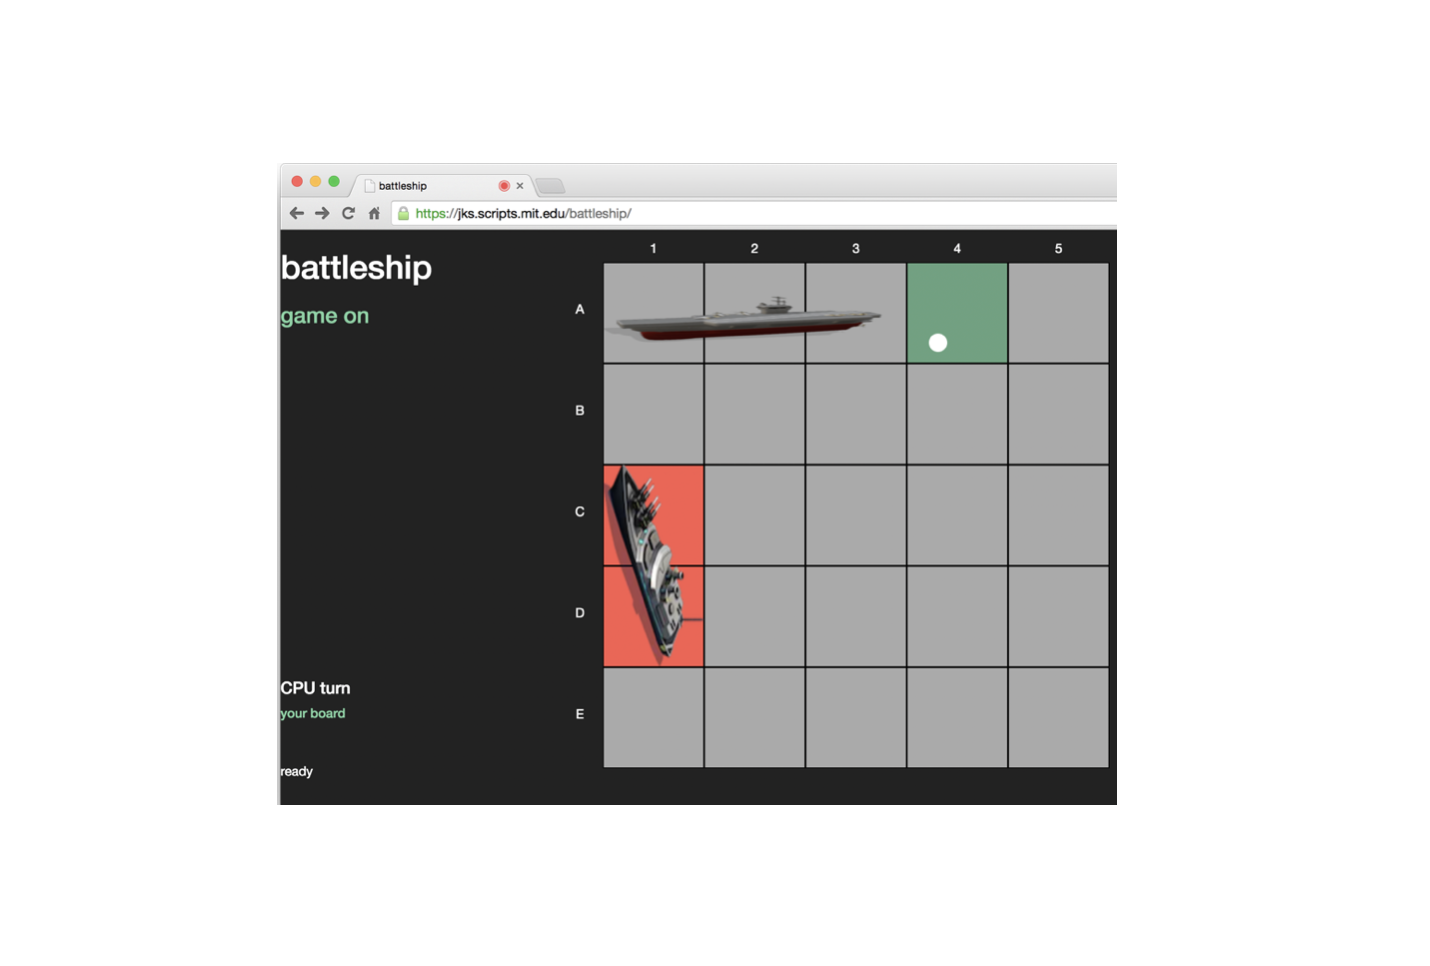 battleship
https://jks.scripts.mit.edu/battleship/
battleship
game on
1 2 3 4 5
A
B
C
D
E
CPU turn
your board
ready